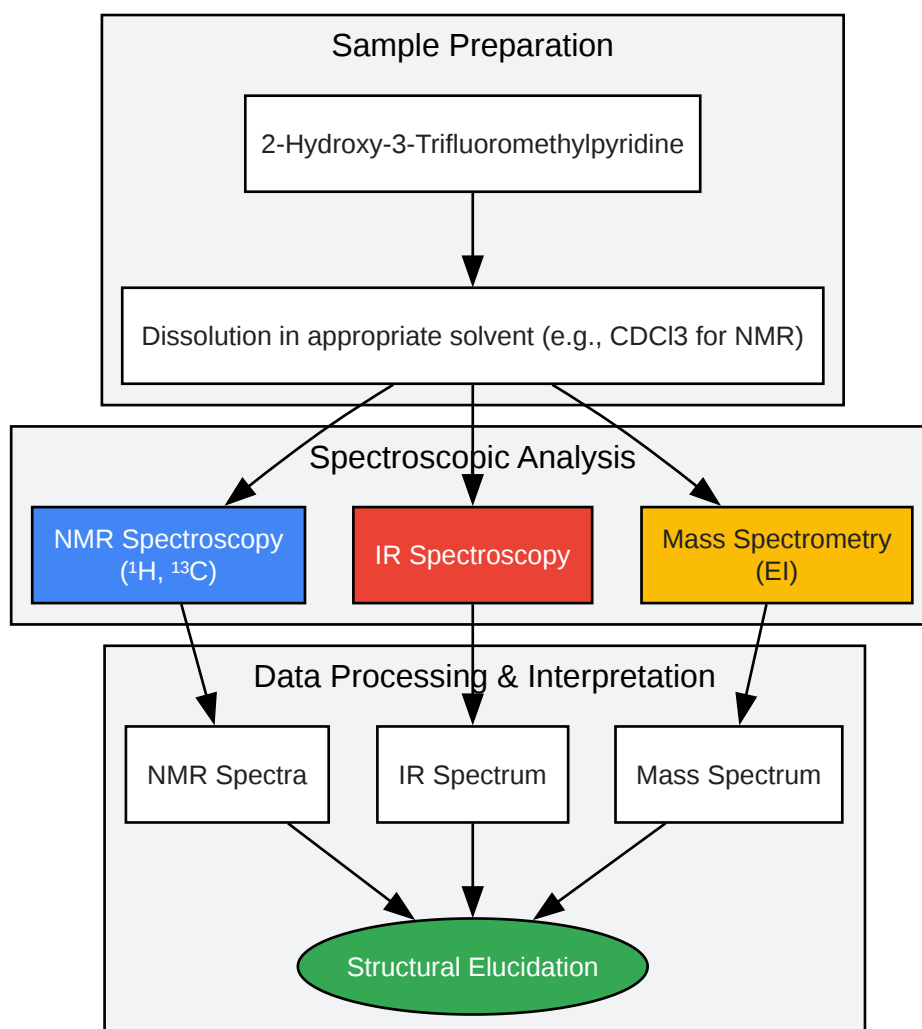 Sample Preparation
2-Hydroxy-3-Trifluoromethylpyridine
Dissolution in appropriate solvent (e.g., CDCl3 for NMR)
Spectroscopic Analysis
NMR Spectroscopy
(¹H, ¹³C)
IR Spectroscopy
Mass Spectrometry
(EI)
Data Processing & Interpretation
NMR Spectra
IR Spectrum
Mass Spectrum
Structural Elucidation